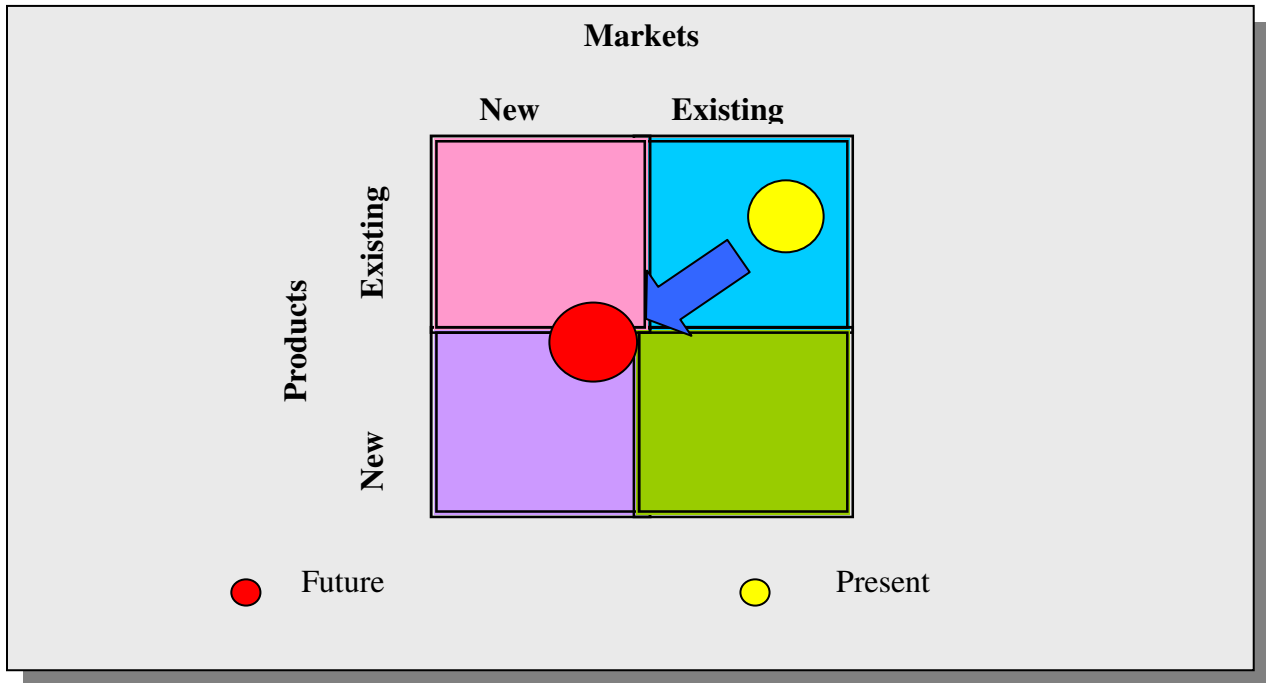 Markets
New Existing
Existing
Products
New
Future Present